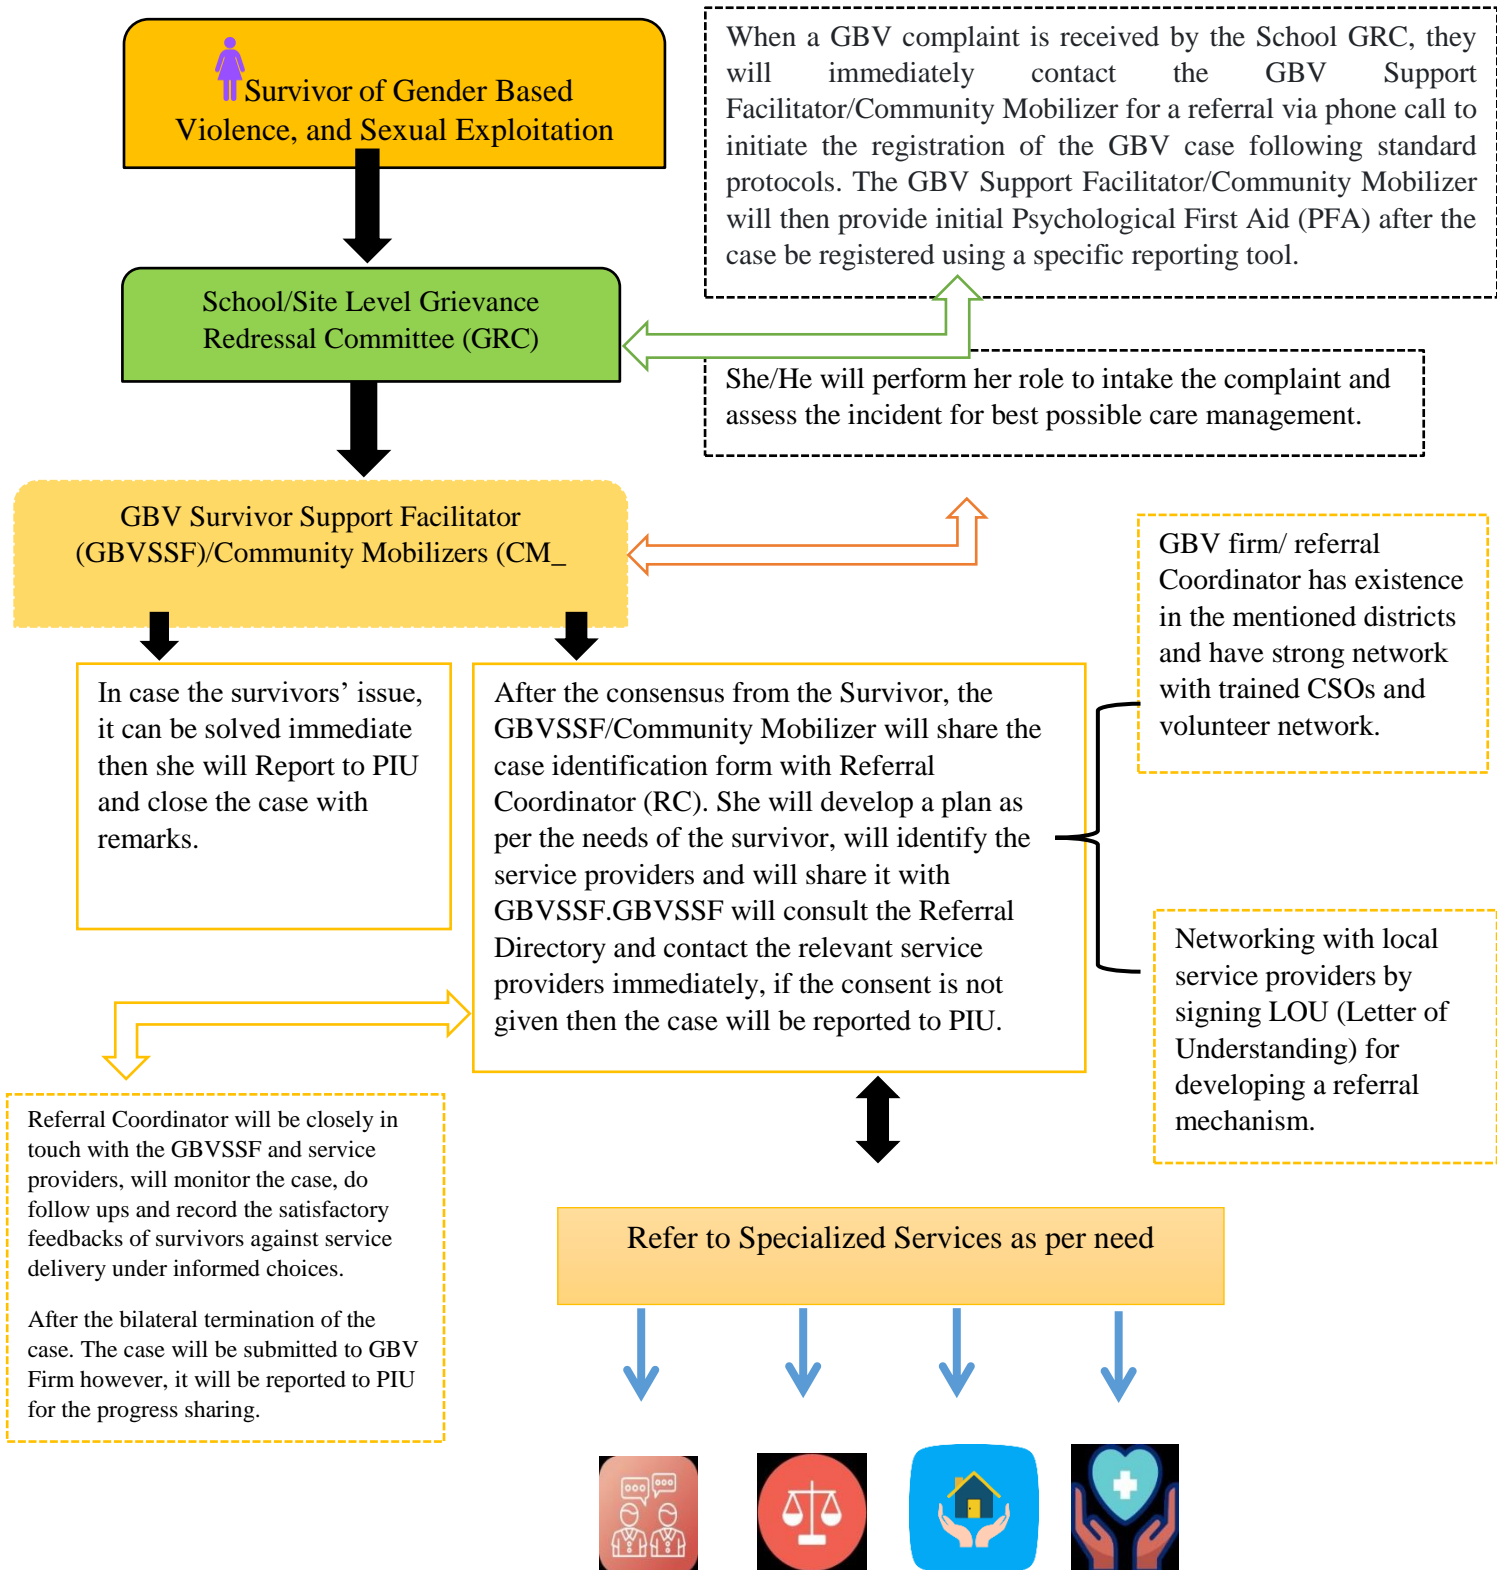 Survivor of Gender Based
Violence, and Sexual Exploitation
When a GBV complaint is received by the School GRC, they
will immediately contact the GBV Support
Facilitator/Community Mobilizer for a referral via phone call to
initiate the registration of the GBV case following standard
protocols. The GBV Support Facilitator/Community Mobilizer
will then provide initial Psychological First Aid (PFA) after the
case be registered using a specific reporting tool.
School/Site Level Grievance
Redressal Committee (GRC)
She/He will perform her role to intake the complaint and
assess the incident for best possible care management.
GBV Survivor Support Facilitator
(GBVSSF)/Community Mobilizers (CM_
GBV firm/ referral
Coordinator has existence
in the mentioned districts
and have strong network
with trained CSOs and
volunteer network.
In case the survivors’ issue,
it can be solved immediate
then she will Report to PIU
and close the case with
remarks.
After the consensus from the Survivor, the
GBVSSF/Community Mobilizer will share the
case identification form with Referral
Coordinator (RC). She will develop a plan as
per the needs of the survivor, will identify the
service providers and will share it with
GBVSSF.GBVSSF will consult the Referral
Directory and contact the relevant service
providers immediately, if the consent is not
given then the case will be reported to PIU.
Networking with local
service providers by
signing LOU (Letter of
Understanding) for
developing a referral
mechanism.
Referral Coordinator will be closely in
touch with the GBVSSF and service
providers, will monitor the case, do
follow ups and record the satisfactory
feedbacks of survivors against service
delivery under informed choices.
After the bilateral termination of the
case. The case will be submitted to GBV
Firm however, it will be reported to PIU
for the progress sharing.
Refer to Specialized Services as per need